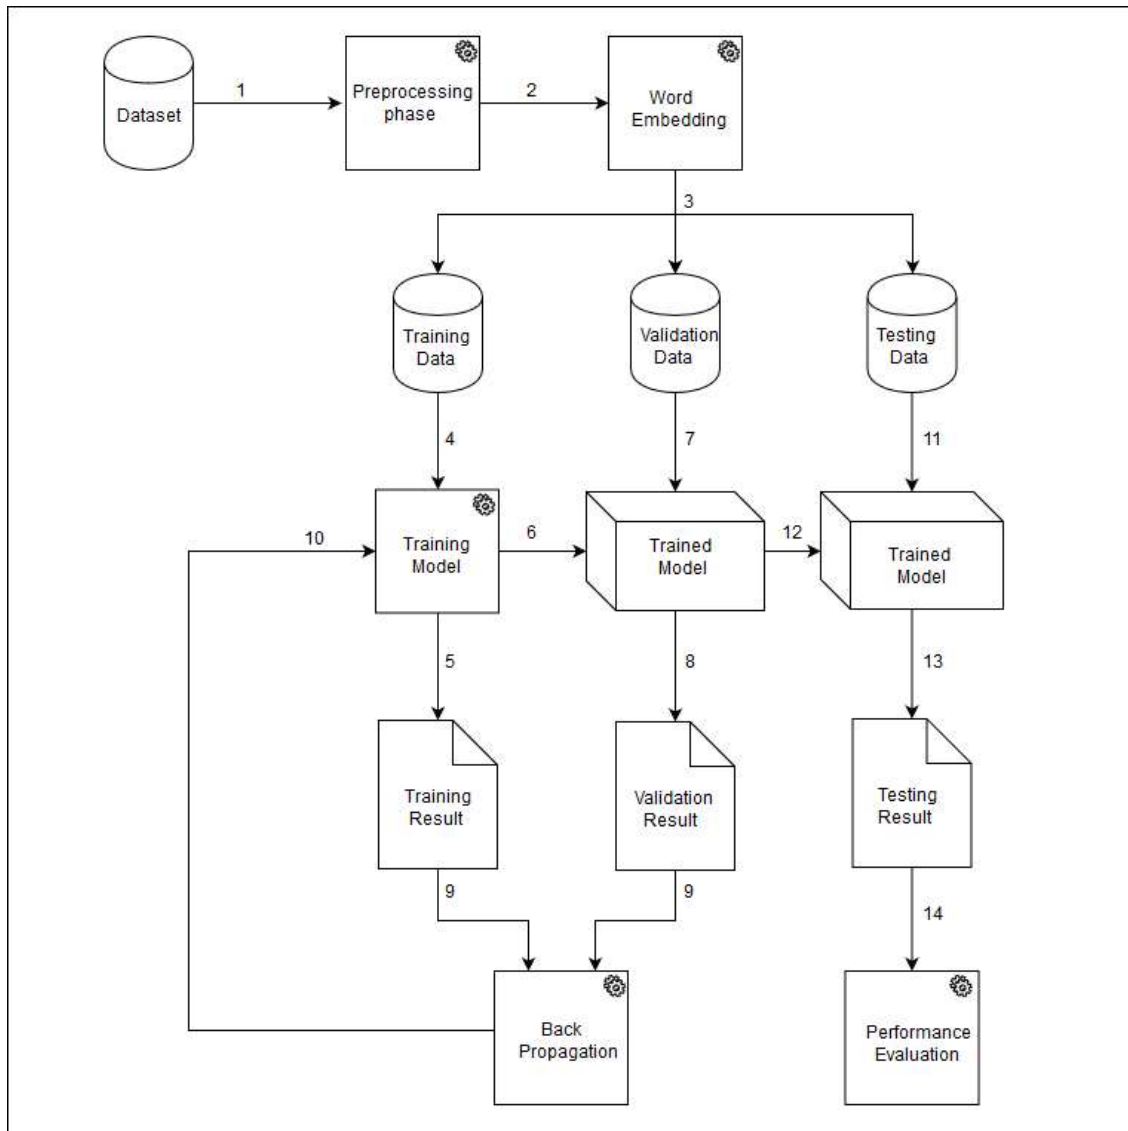 1
2
Dataset
Preprocessing
phase
Word
Embedding
3
Training
Data
Validation
Data
Testing
Data
4
7
11
10
Training
Model
6
Trained
Model
12
Trained
Model
5
8
13
Training
Result
Validation
Result
Testing
Result
9
9
14
Back
Propagation
Performance
Evaluation